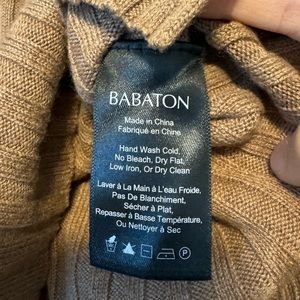 BABATON
Made in China
Fabriqué en Chine
Hand Wash Cold,
No Bleach, Dry Flat,
Low Iron, Or Dry Clean
Laver à La Main à L'eau Froide,
Pas De Blanchiment,
Sécher à Plat,
Repasser à Basse Température,
Ou Nettoyer à Sec
P